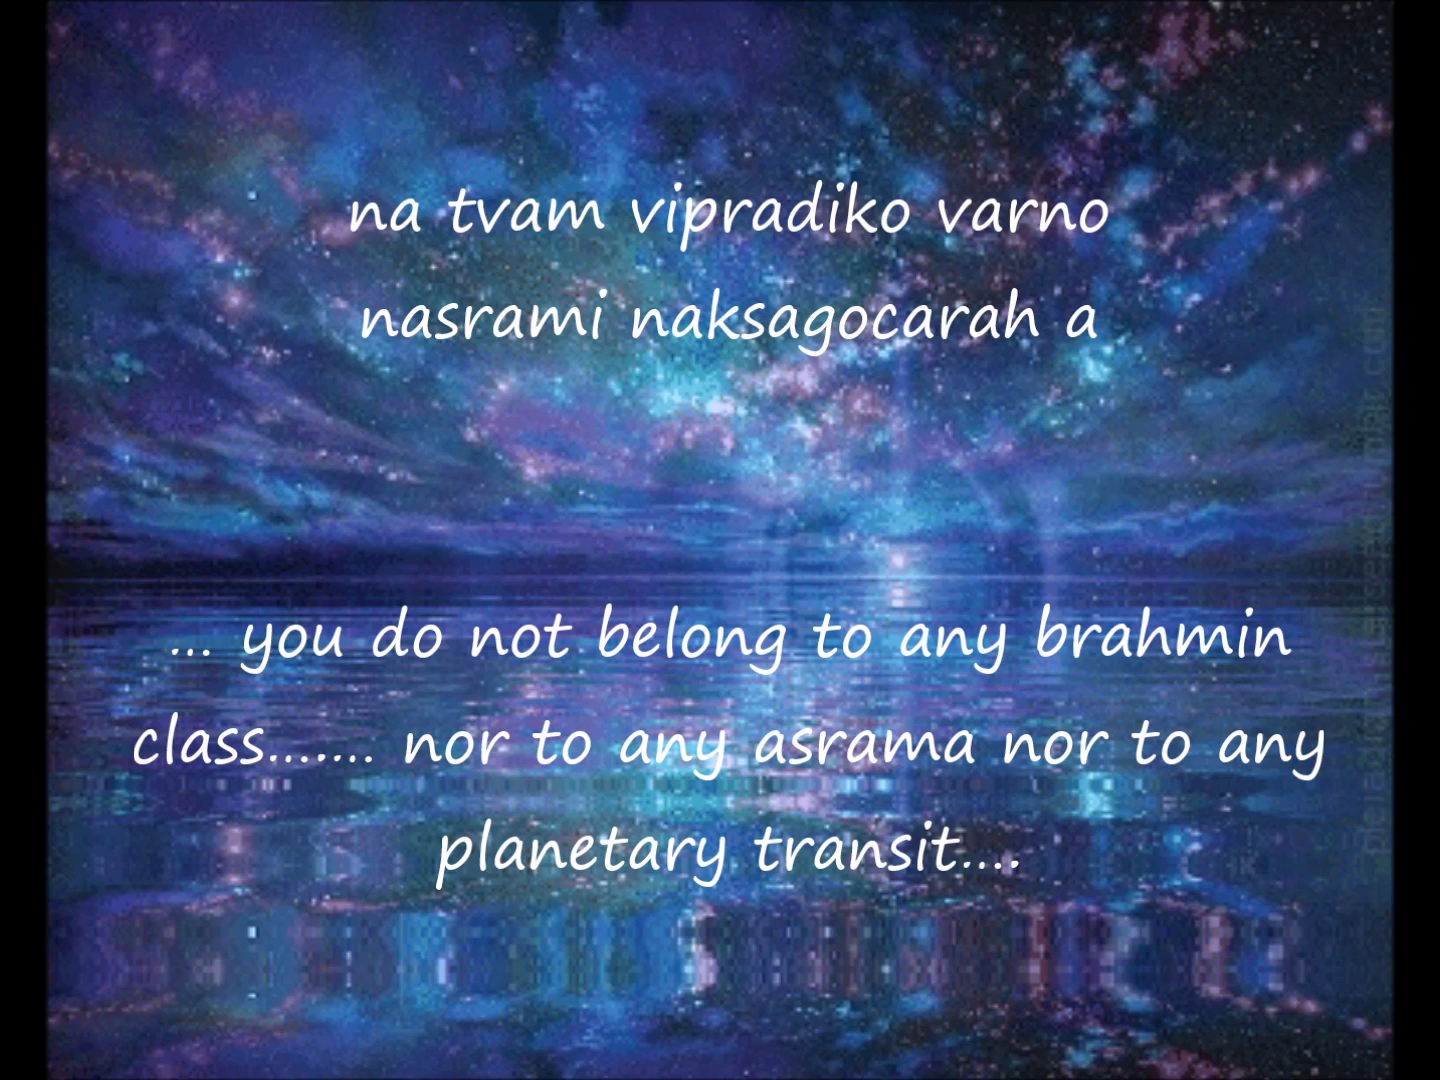 na tvam vipradiko varno
nasrami naksagocarah a
... you do not belong to any brahmin
class....... nor to any asrama nor to any
planetary transit....